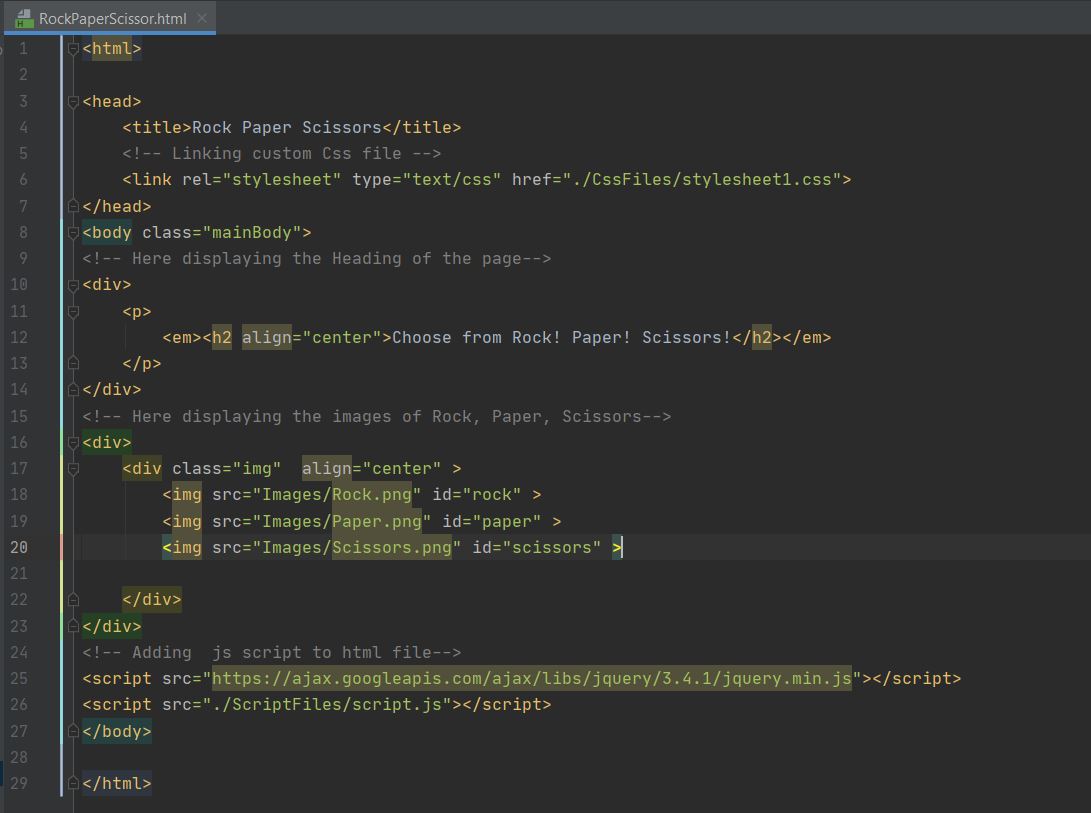 RockPaperScissor.html
1 <html>
2
3 <head>
4 <title>Rock Paper Scissors</title>
5 <!-- Linking custom Css file -->
6 <link rel="stylesheet" type="text/css" href="./CssFiles/stylesheet1.css">
7 </head>
8 <body class="mainBody">
9 <!-- Here displaying the Heading of the page-->
10 <div>
11 <p>
12 <em><h2 align="center">Choose from Rock! Paper! Scissors!</h2></em>
13 </p>
14 </div>
15 <!-- Here displaying the images of Rock, Paper, Scissors-->
16 <div>
17 <div class="img"  align="center" >
18 <img src="Images/Rock.png" id="rock" >
19 <img src="Images/Paper.png" id="paper" >
20 <img src="Images/Scissors.png" id="scissors" >
21
22 </div>
23 </div>
24 <!-- Adding  js script to html file-->
25 <script src="https://ajax.googleapis.com/ajax/libs/jquery/3.4.1/jquery.min.js"></script>
26 <script src="./ScriptFiles/script.js"></script>
27 </body>
28
29 </html>